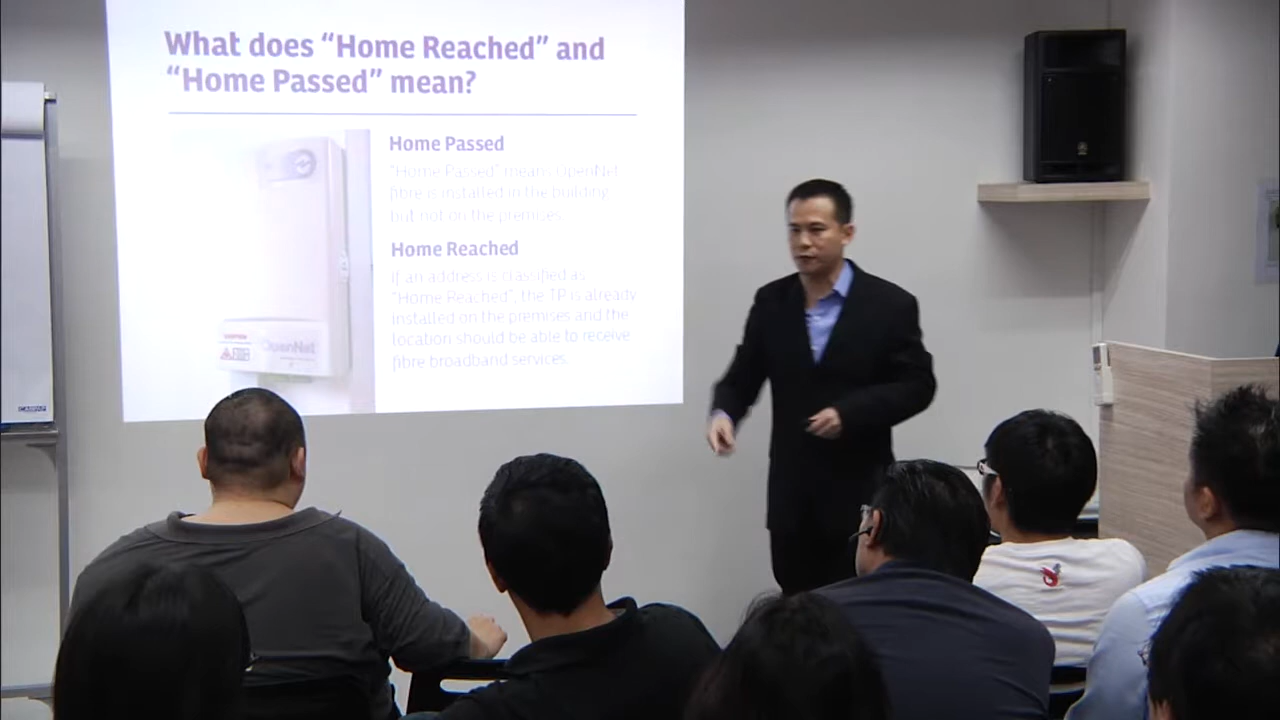 What does “Home Reached” and
“Home Passed” mean?
Home Passed
“Home Passed” means OpenNet
fibre is installed in the building
but not on the premises.
Home Reached
If an address is classified as
“Home Reached”, the TP is already
installed on the premises and the
location should be able to receive
fibre broadband services.
OpenNet
CAMPAP